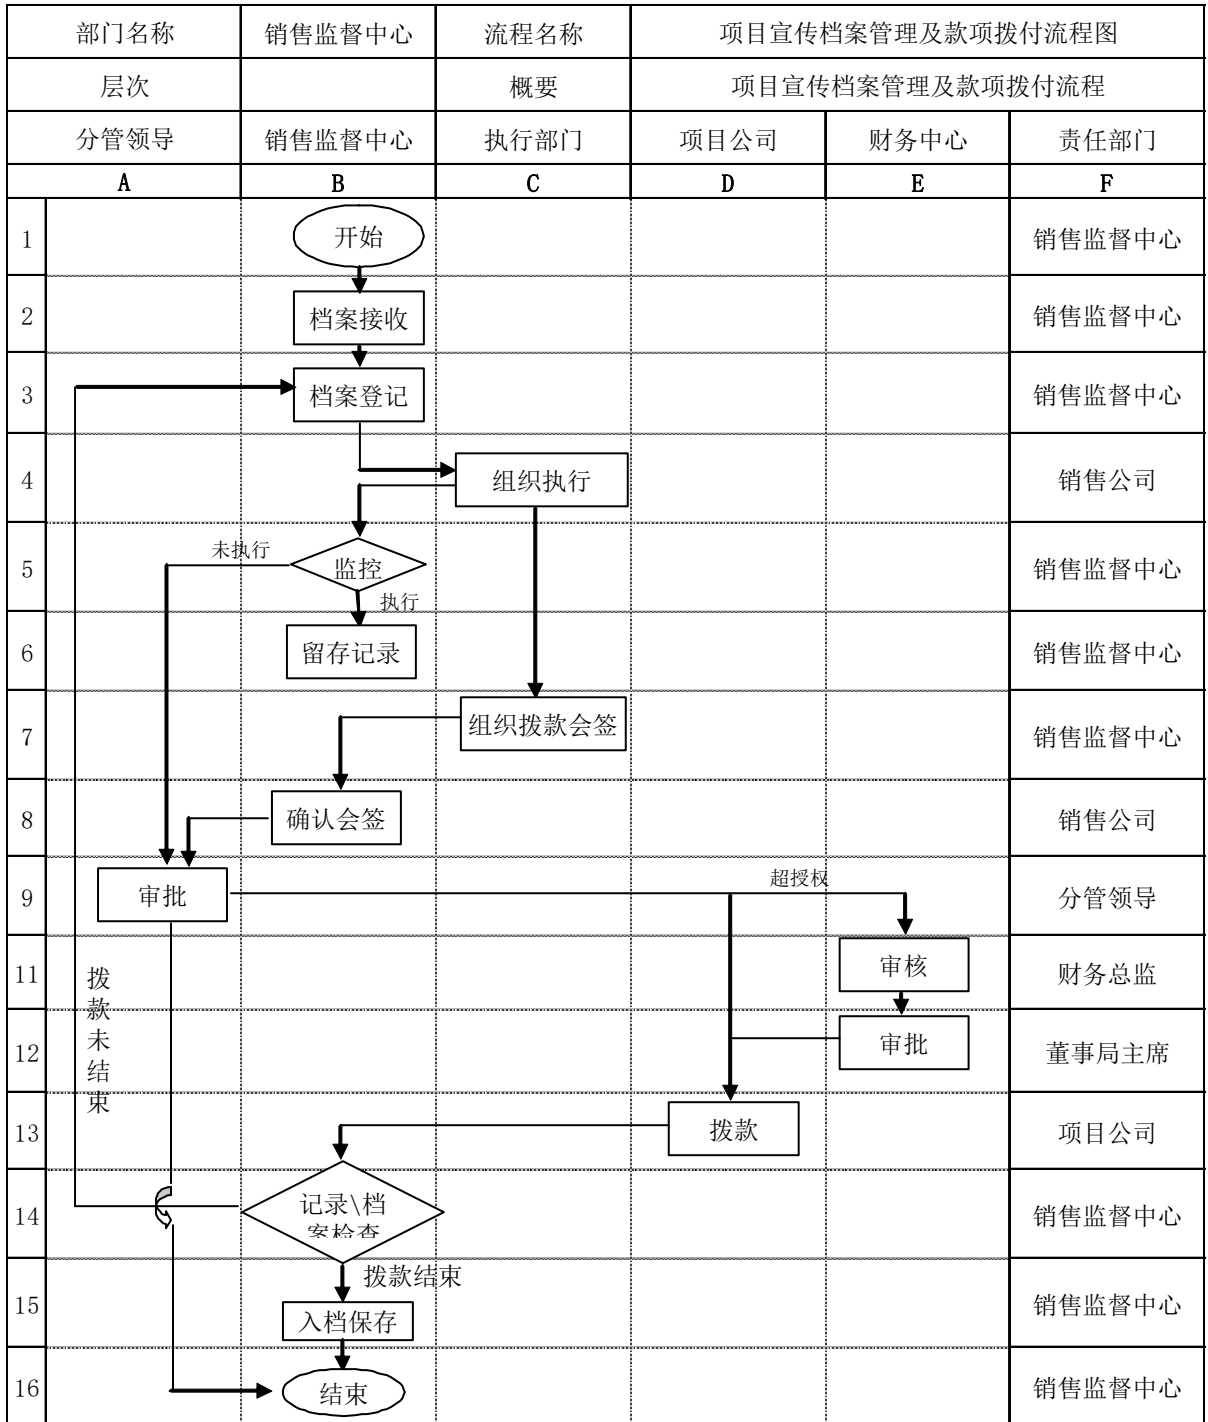 部门名称 销售监督中心 流程名称 项目宣传档案管理及款项拨付流程图
层次 概要 项目宣传档案管理及款项拨付流程
分管领导 销售监督中心 执行部门 项目公司 财务中心 责任部门
A B C D E F
1 开始 销售监督中心
2 档案接收 销售监督中心
3 档案登记 销售监督中心
4 组织执行 销售公司
未执行
5 监控 销售监督中心
执行
6 留存记录 销售监督中心
7 组织拨款会签 销售监督中心
8 确认会签 销售公司
超授权
9 审批 分管领导
11 审核 财务总监
拨款未结束
12 审批 董事局主席
13 拨款 项目公司
14 记录\档 销售监督中心
案检查
拨款结束
15 入档保存 销售监督中心
16 结束 销售监督中心